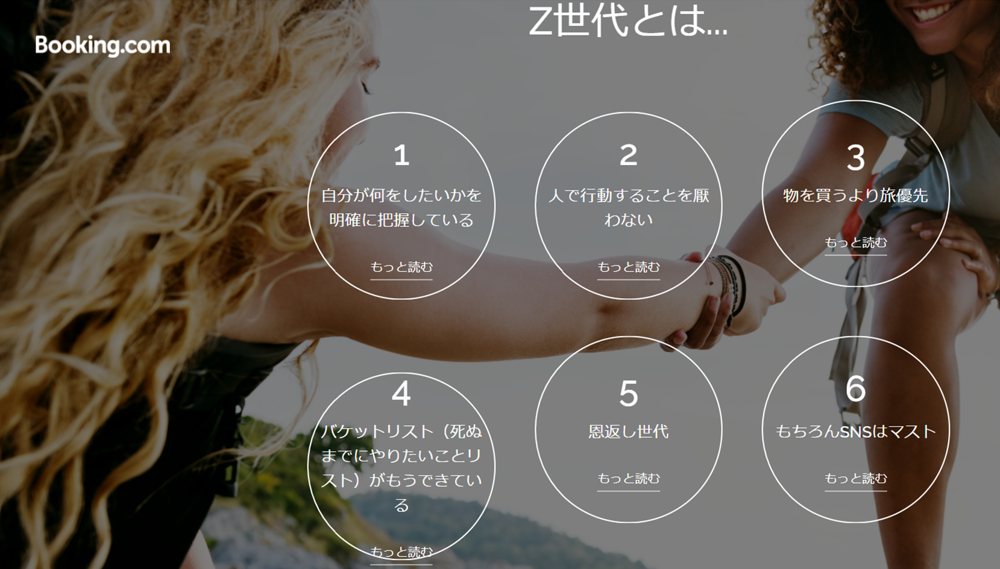 Z世代とは...
Booking.com
1
自分が何をしたいかを
明確に把握している
もっと読む
2
人で行動することを厭
わない
もっと読む
3
物を買うより旅優先
もっと読む
4
バケットリスト（死ぬ
までにやりたいことリ
スト）がもうできてい
る
もっと読む
5
恩返し世代
もっと読む
6
もちろんSNSはマスト
もっと読む